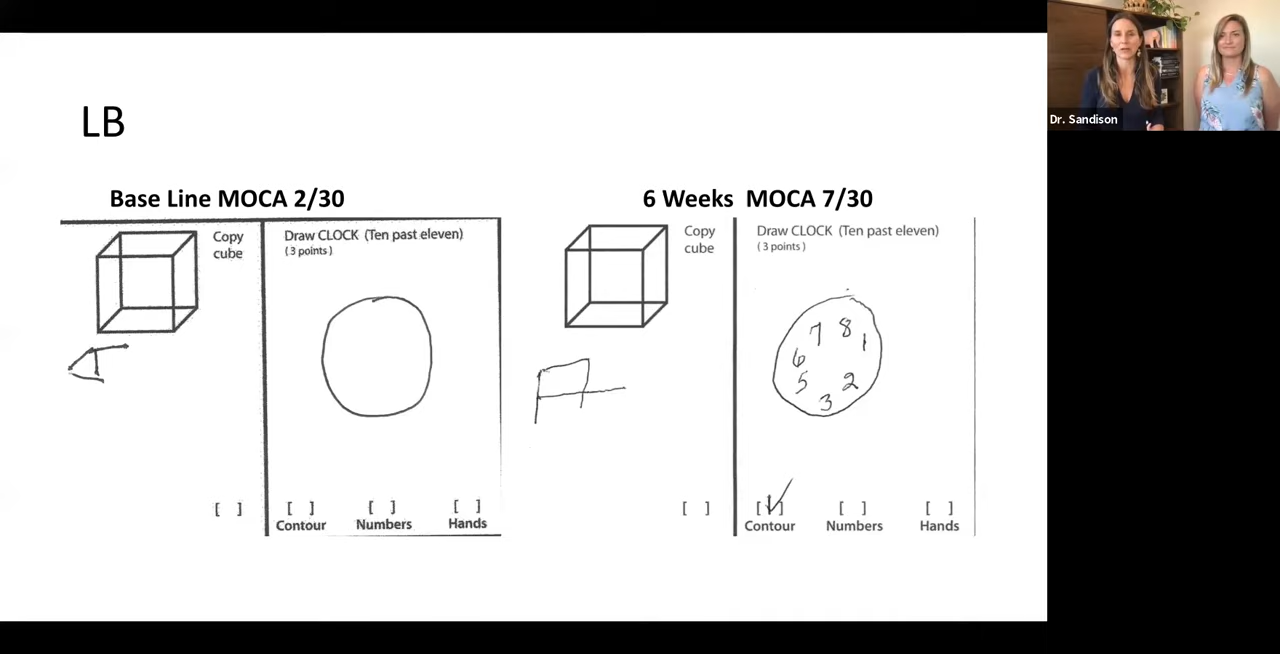 LB
Base Line MOCA 2/30
Copy
cube
Draw CLOCK (Ten past eleven)
(3 points)
[ ]
[ ] [ ] [ ]
Contour Numbers Hands
6 Weeks MOCA 7/30
Copy
cube
Draw CLOCK (Ten past eleven)
(3 points)
7 8
1
6
5 2
3
[ ]
[✓] [ ] [ ]
Contour Numbers Hands
Dr. Sandison